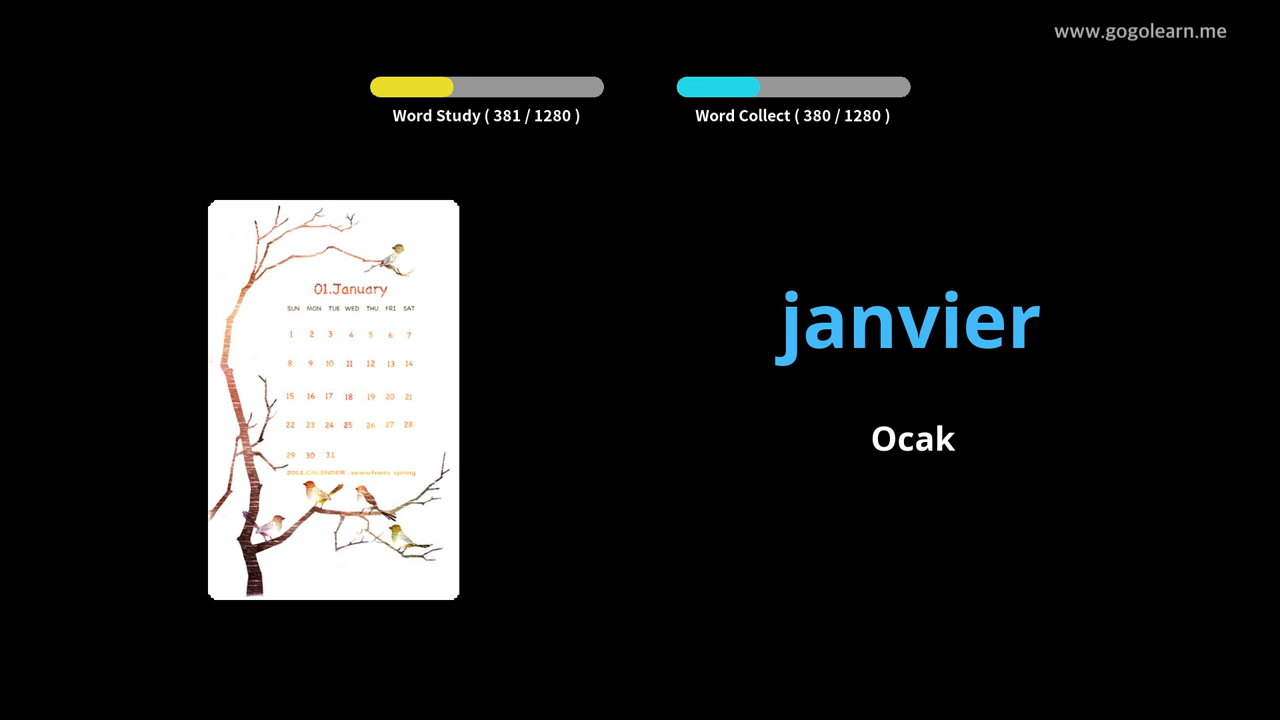 www.gogolearn.me
Word Study ( 381 / 1280 )
Word Collect ( 380 / 1280 )
01.January
SUN MON TUE WED THU FRI SAT
1 2 3 4 5 6 7
8 9 10 11 12 13 14
15 16 17 18 19 20 21
22 23 24 25 26 27 28
29 30 31
CALENDER
janvier
Ocak